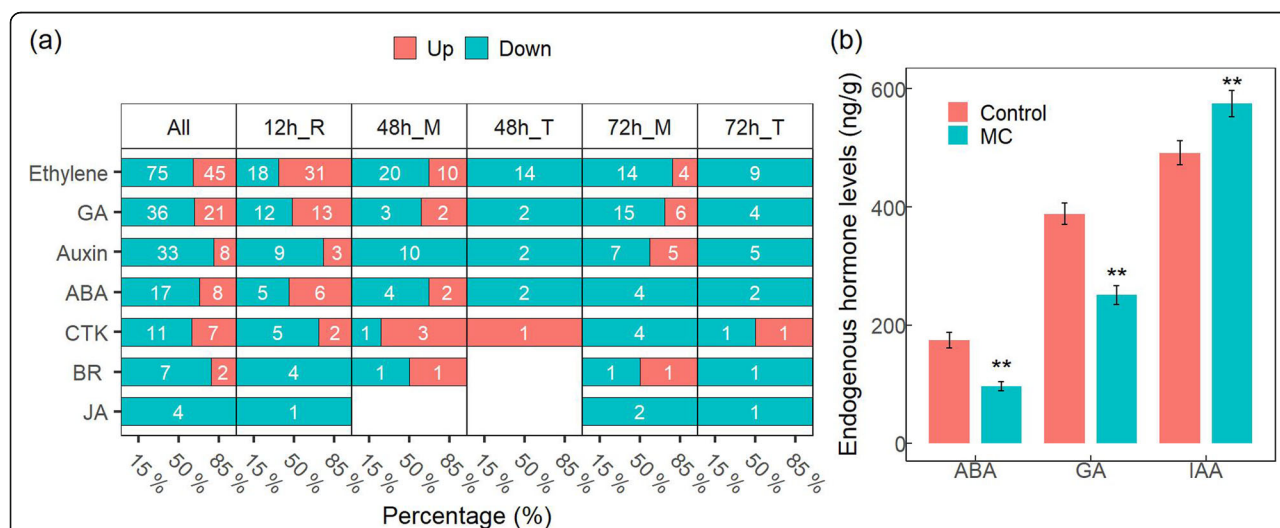 (a)
Up Down
All 12h_R 48h_M 48h_T 72h_M 72h_T
Ethylene 75 45 18 31 20 10 14 14 4 9
GA 36 21 12 13 3 2 2 15 6 4
Auxin 33 8 9 3 10 2 7 5 5
ABA 17 8 5 6 4 2 2 4 2
CTK 11 7 5 2 1 3 1 4 1 1
BR 7 2 4 1 1 1 1 1
JA 4 1 2 1
15 % 50 % 85 % 15 % 50 % 85 % 15 % 50 % 85 % 15 % 50 % 85 % 15 % 50 % 85 % 15 % 50 % 85 %
Percentage (%)
(b)
Endogenous hormone levels (ng/g)
600
400
200
0
Control
MC
**
**
**
ABA GA IAA